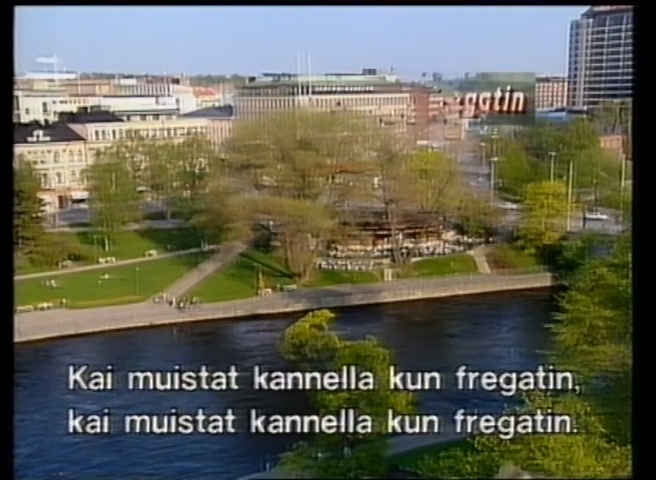 gatin
Kai muistat kannella kun fregatin,
kai muistat kannella kun fregatin.